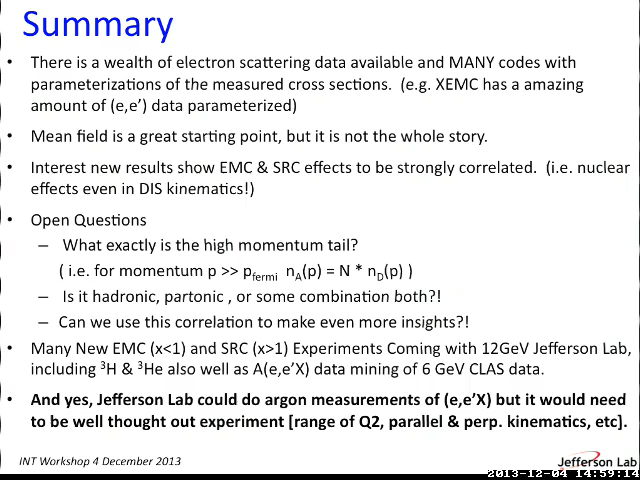 Summary
• There is a wealth of electron scattering data available and MANY codes with
parameterizations of the measured cross sections. (e.g. XEMC has a amazing
amount of (e,e’) data parameterized)
• Mean field is a great starting point, but it is not the whole story.
• Interest new results show EMC & SRC effects to be strongly correlated. (i.e. nuclear
effects even in DIS kinematics!)
• Open Questions
– What exactly is the high momentum tail?
( i.e. for momentum p >> pfermi nA(p) = N * nD(p) )
– Is it hadronic, partonic , or some combination both?!
– Can we use this correlation to make even more insights?!
• Many New EMC (x<1) and SRC (x>1) Experiments Coming with 12GeV Jefferson Lab,
including ³H & ³He also well as A(e,e’X) data mining of 6 GeV CLAS data.
• And yes, Jefferson Lab could do argon measurements of (e,e’X) but it would need
to be well thought out experiment [range of Q2, parallel & perp. kinematics, etc].
INT Workshop 4 December 2013
Jefferson Lab
2013-12-04 14:59:14